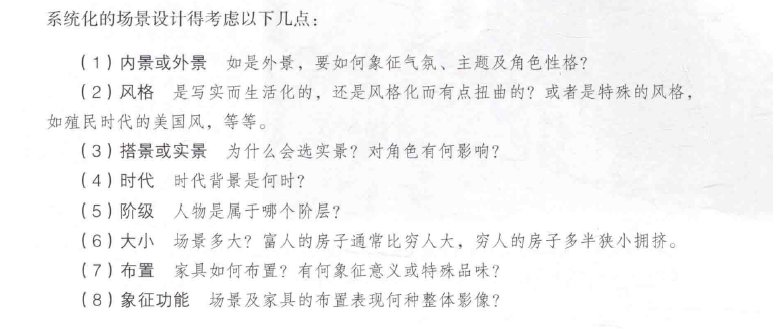 系统化的场景设计得考虑以下几点：
（1）内景或外景　如是外景，要如何象征气氛、主题及角色性格？
（2）风格　是写实而生活化的，还是风格化而有点扭曲的？或者是特殊的风格，
如殖民时代的美国风，等等。
（3）搭景或实景　为什么会选实景？对角色有何影响？
（4）时代　时代背景是何时？
（5）阶级　人物是属于哪个阶层？
（6）大小　场景多大？富人的房子通常比穷人大，穷人的房子多半狭小拥挤。
（7）布置　家具如何布置？有何象征意义或特殊品味？
（8）象征功能　场景及家具的布置表现何种整体影像？